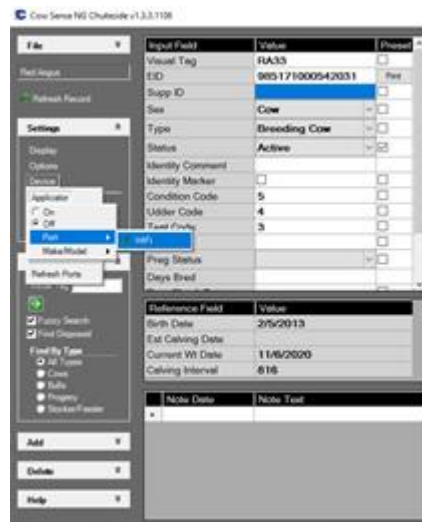 Cow Sense NG Chuteside v1.3.3.1108
File
Red Angus
Refresh Record
Settings
Display
Options
Device
Applicator
On
Off
Port
WiFi
Make/Model
Refresh Ports
Visual Tag
Fuzzy Search
Find Disposed
Find By Type
All Types
Cows
Bulls
Progeny
Stocker/Feeder
Add
Delete
Help
Input Field Value Preset
Visual Tag RA33
EID 985171000542031
Supp ID
Sex Cow
Type Breeding Cow
Status Active
Identity Comment
Identity Marker
Condition Code 5
Udder Code 4
Teat Code 3
Preg Status
Days Bred
Reference Field Value
Birth Date 2/5/2013
Est Calving Date
Current Wt Date 11/6/2020
Calving Interval 616
Note Date Note Text